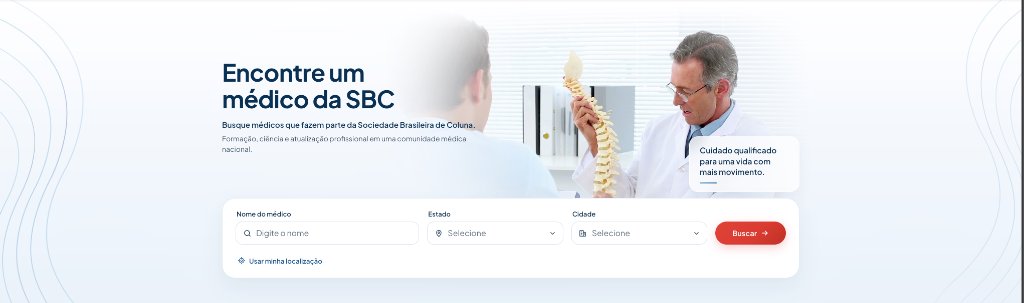 Encontre um
médico da SBC
Busque médicos que fazem parte da Sociedade Brasileira de Coluna.
Formação, ciência e atualização profissional em uma comunidade médica
nacional.
Cuidado qualificado
para uma vida com
mais movimento.
Nome do médico
Digite o nome
Estado
Selecione
Cidade
Selecione
Buscar →
Usar minha localização